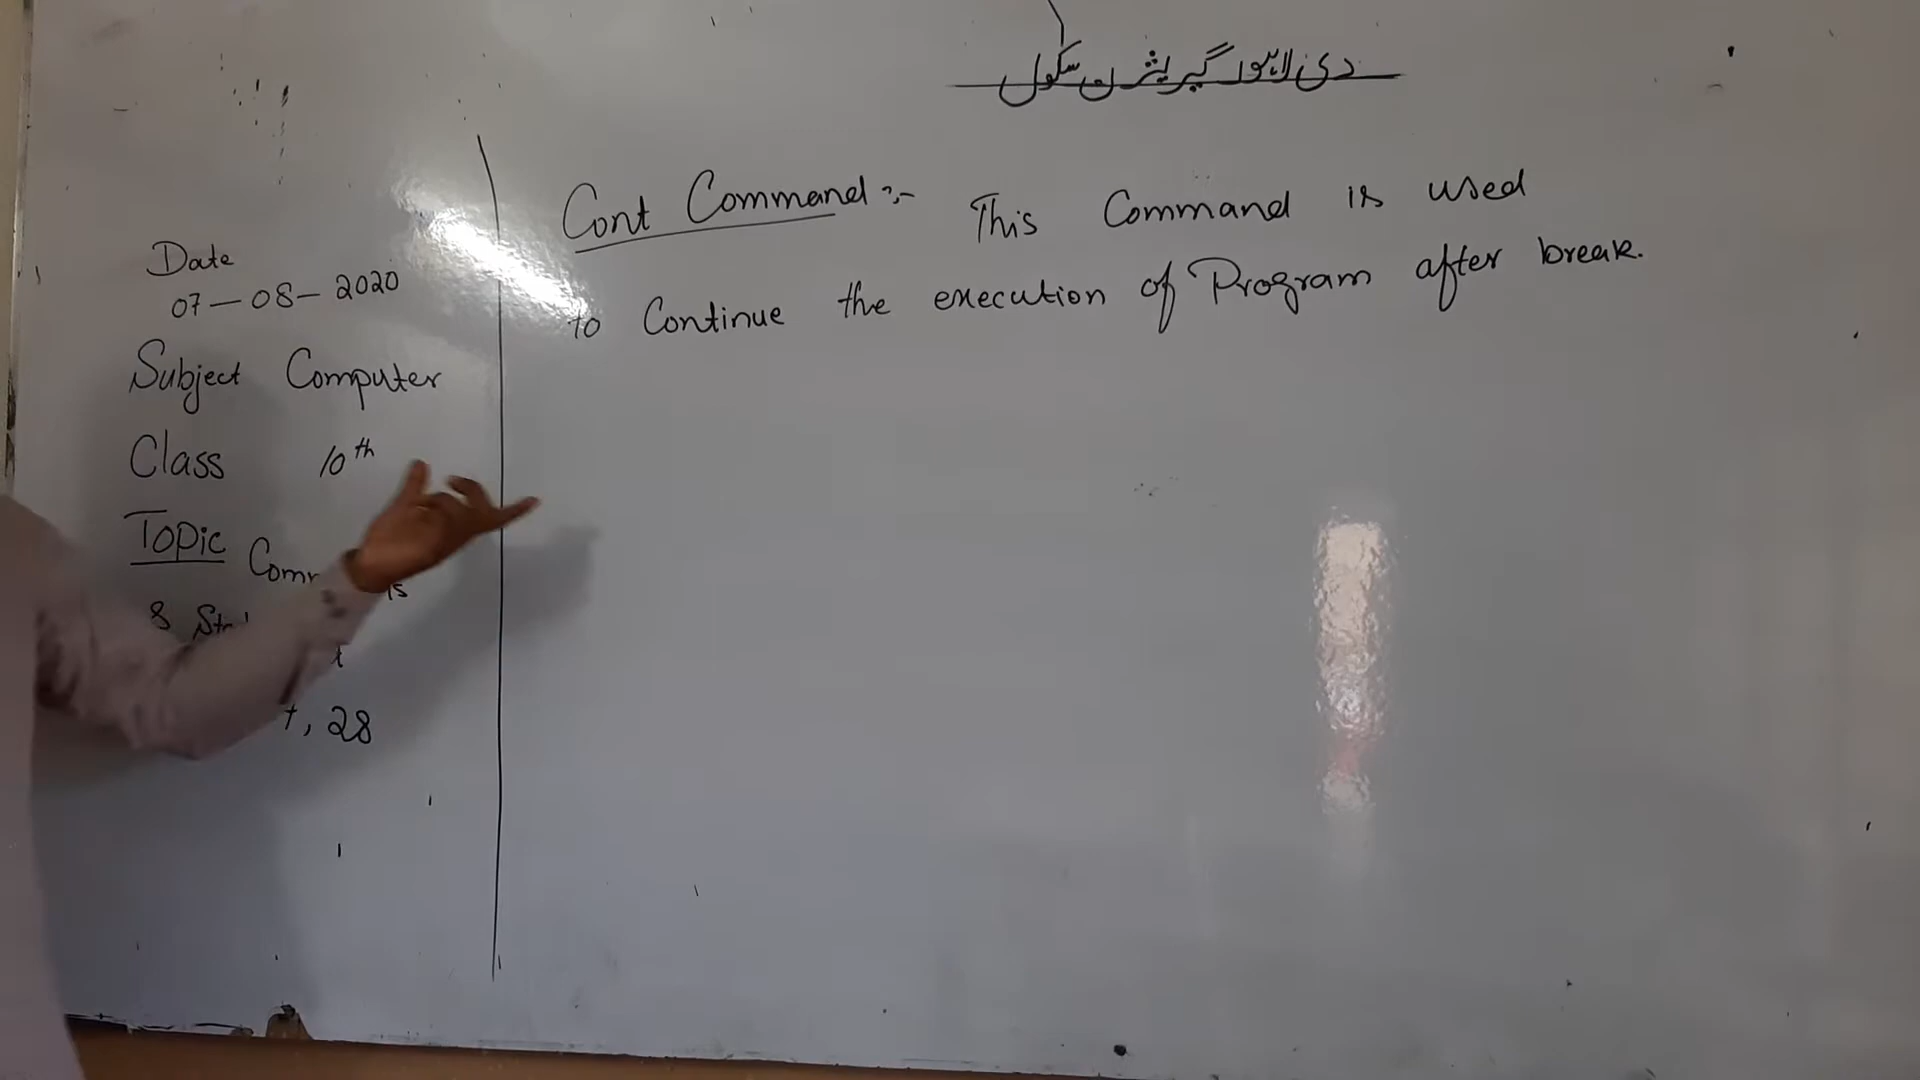 دی لاہور گیریژن سکول
Date
07-08-2020
Subject Computer
Class 10th
Topic
&
, 28
Cont Command :- This Command is used
to Continue the execution of Program after break.